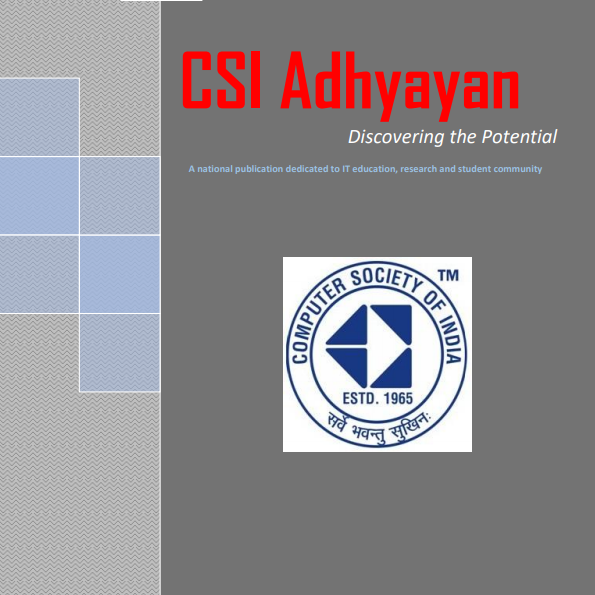 CSI Adhyayan
Discovering the Potential
A national publication dedicated to IT education, research and student community
TM
COMPUTER SOCIETY OF INDIA
ESTD. 1965
सर्वे भवन्तु सुखिनः